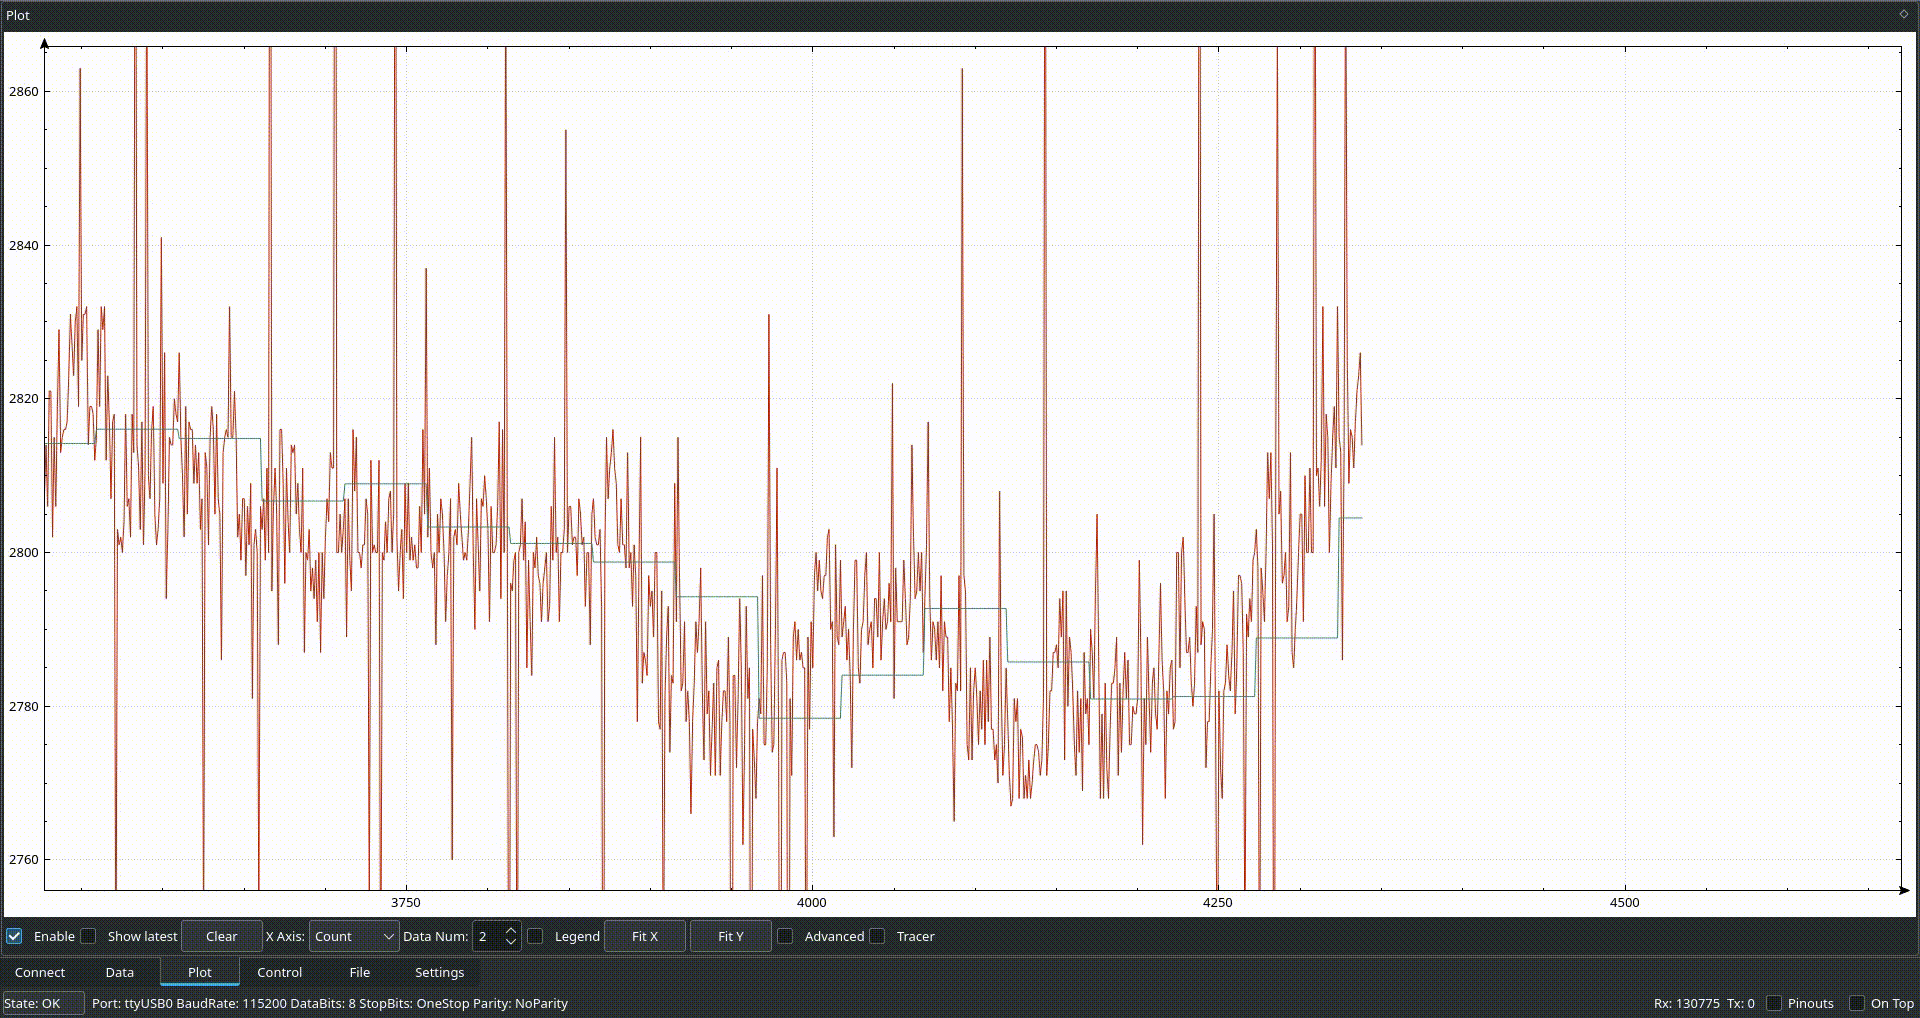 Plot
2860
2840
2820
2800
2780
2760
3750 4000 4250 4500
Enable Show latest Clear X Axis: Count Data Num: 2 Legend Fit X Fit Y Advanced Tracer
Connect Data Plot Control File Settings
State: OK Port: ttyUSB0 BaudRate: 115200 DataBits: 8 StopBits: OneStop Parity: NoParity Rx: 130775 Tx: 0 Pinouts On Top